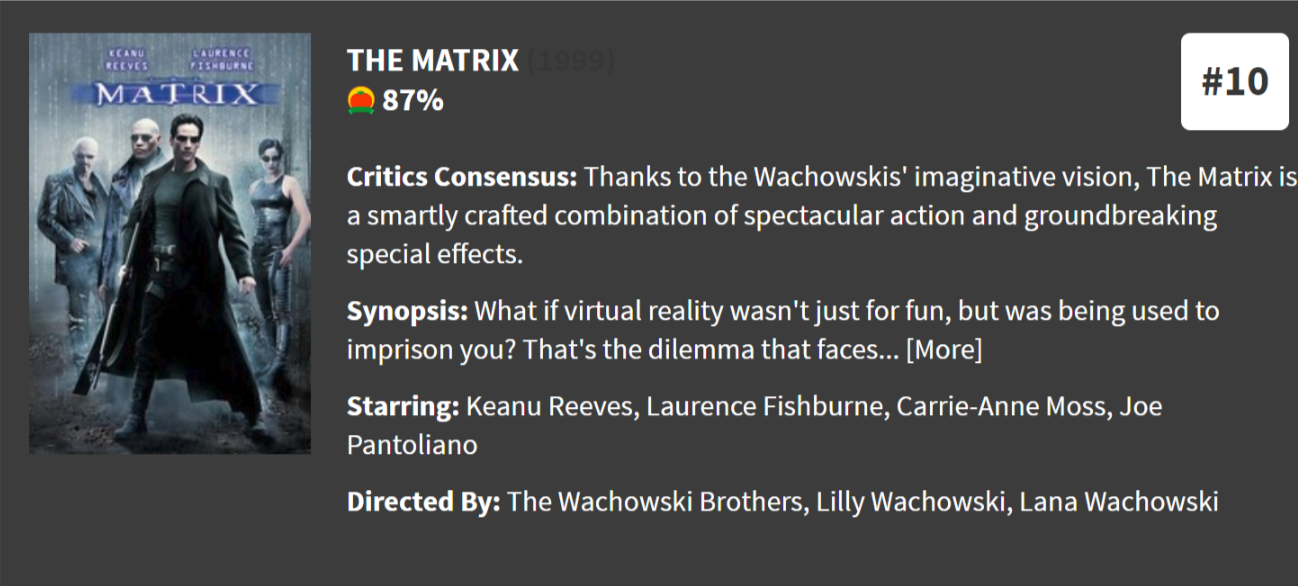 KEANU REEVES
LAURENCE FISHBURNE
MATRIX
THE MATRIX (1999)
87%
#10
Critics Consensus: Thanks to the Wachowskis' imaginative vision, The Matrix is
a smartly crafted combination of spectacular action and groundbreaking
special effects.
Synopsis: What if virtual reality wasn't just for fun, but was being used to
imprison you? That's the dilemma that faces... [More]
Starring: Keanu Reeves, Laurence Fishburne, Carrie-Anne Moss, Joe
Pantoliano
Directed By: The Wachowski Brothers, Lilly Wachowski, Lana Wachowski